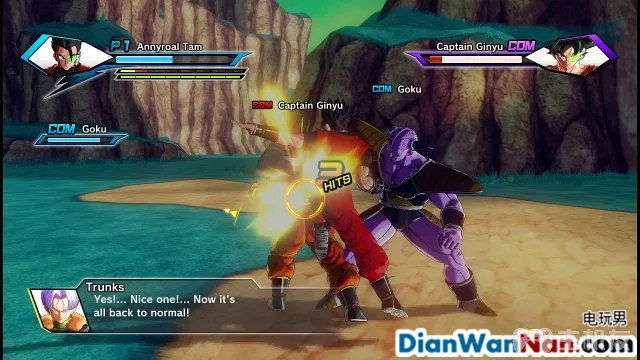 P1 Annyroal Tam
Captain Ginyu COM
COM Goku
COM Captain Ginyu
COM Goku
2
HITS
Trunks
Yes!... Nice one!... Now it's
all back to normal!
电玩男
DianWanNan.com